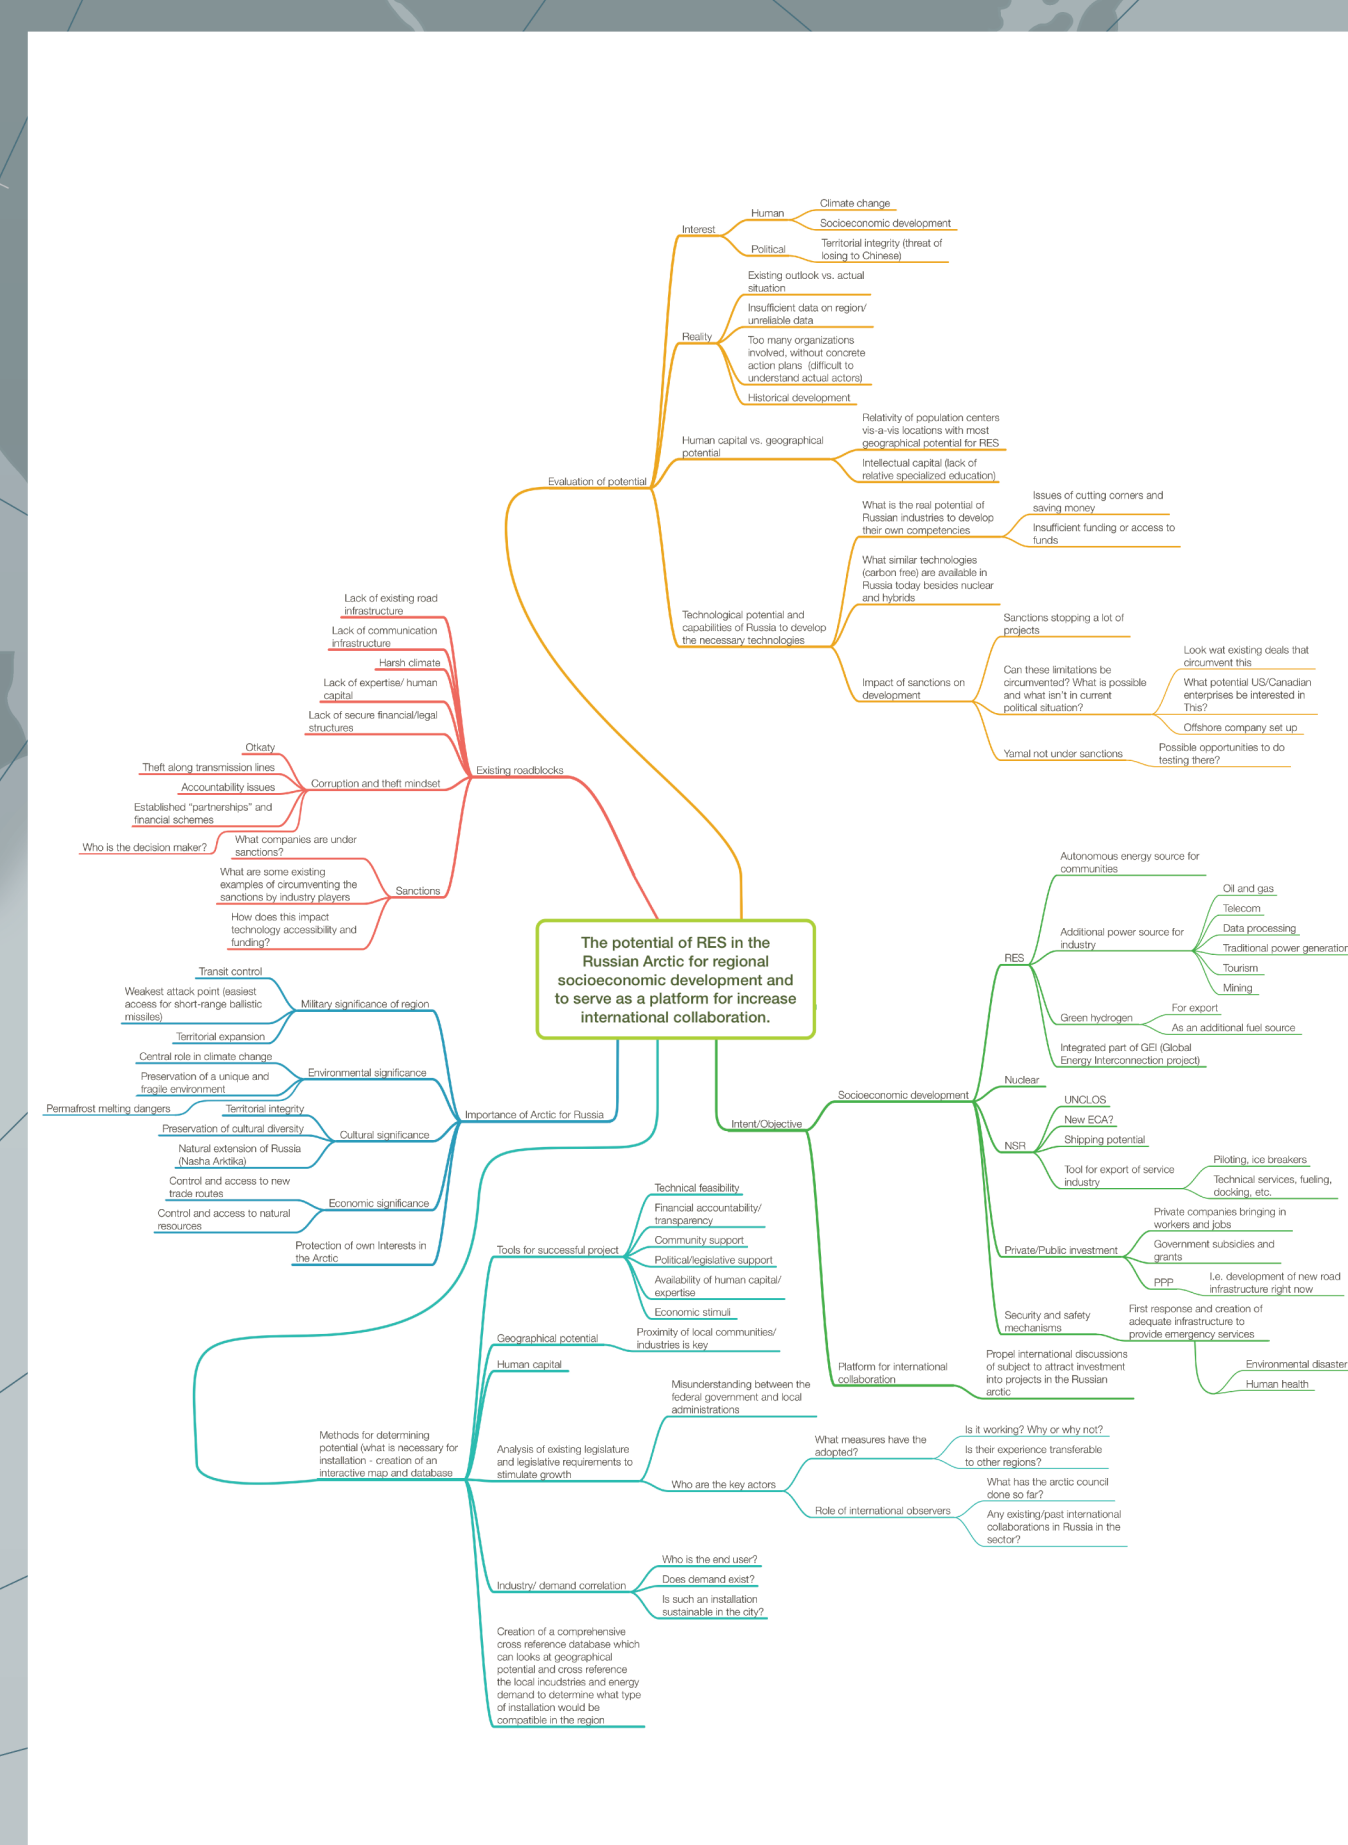 Climate change
Human
Socioeconomic development
Interest
Political
Territorial integrity (threat of
losing to Chinese)
Existing outlook vs. actual
situation
Insufficient data on region/
unreliable data
Reality
Too many organizations
involved, without concrete
action plans (difficult to
understand actual actors)
Historical development
Human capital vs. geographical
potential
Relativity of population centers
vis-a-vis locations with most
geographical potential for RES
Intellectual capital (lack of
relative specialized education)
Evaluation of potential
What is the real potential of
Russian industries to develop
their own competencies
Issues of cutting corners and
saving money
Insufficient funding or access to
funds
What similar technologies
(carbon free) are available in
Russia today besides nuclear
and hybrids
Technological potential and
capabilities of Russia to develop
the necessary technologies
Impact of sanctions on
development
Sanctions stopping a lot of
projects
Can these limitations be
circumvented? What is possible
and what isn't in current
political situation?
Look wat existing deals that
circumvent this
What potential US/Canadian
enterprises be interested in
This?
Offshore company set up
Yamal not under sanctions
Possible opportunities to do
testing there?
Lack of existing road
infrastructure
Lack of communication
infrastructure
Harsh climate
Lack of expertise/ human
capital
Lack of secure financial/legal
structures
Existing roadblocks
Otkaty
Theft along transmission lines
Corruption and theft mindset
Accountability issues
Established “partnerships” and
financial schemes
Who is the decision maker?
What companies are under
sanctions?
What are some existing
examples of circumventing the
sanctions by industry players
Sanctions
How does this impact
technology accessibility and
funding?
The potential of RES in the
Russian Arctic for regional
socioeconomic development and
to serve as a platform for increase
international collaboration.
Transit control
Weakest attack point (easiest
access for short-range ballistic
missiles)
Military significance of region
Territorial expansion
Central role in climate change
Environmental significance
Preservation of a unique and
fragile environment
Permafrost melting dangers
Importance of Arctic for Russia
Territorial integrity
Preservation of cultural diversity
Cultural significance
Natural extension of Russia
(Nasha Arktika)
Control and access to new
trade routes
Economic significance
Control and access to natural
resources
Protection of own Interests in
the Arctic
Autonomous energy source for
communities
Oil and gas
Telecom
Additional power source for
industry
Data processing
Traditional power generation
RES
Tourism
Mining
Green hydrogen
For export
As an additional fuel source
Integrated part of GEI (Global
Energy Interconnection project)
Nuclear
Socioeconomic development
UNCLOS
New ECA?
NSR
Shipping potential
Intent/Objective
Tool for export of service
industry
Piloting, ice breakers
Technical services, fueling,
docking, etc.
Private companies bringing in
workers and jobs
Private/Public investment
Government subsidies and
grants
PPP
I.e. development of new road
infrastructure right now
Security and safety
mechanisms
First response and creation of
adequate infrastructure to
provide emergency services
Environmental disaster
Human health
Platform for international
collaboration
Propel international discussions
of subject to attract investment
into projects in the Russian
arctic
Technical feasibility
Financial accountability/
transparency
Community support
Tools for successful project
Political/legislative support
Availability of human capital/
expertise
Economic stimuli
Geographical potential
Proximity of local communities/
industries is key
Human capital
Methods for determining
potential (what is necessary for
installation - creation of an
interactive map and database
Misunderstanding between the
federal government and local
administrations
Analysis of existing legislature
and legislative requirements to
stimulate growth
Who are the key actors
What measures have the
adopted?
Is it working? Why or why not?
Is their experience transferable
to other regions?
Role of international observers
What has the arctic council
done so far?
Any existing/past international
collaborations in Russia in the
sector?
Who is the end user?
Industry/ demand correlation
Does demand exist?
Is such an installation
sustainable in the city?
Creation of a comprehensive
cross reference database which
can looks at geographical
potential and cross reference
the local incudstries and energy
demand to determine what type
of installation would be
compatible in the region